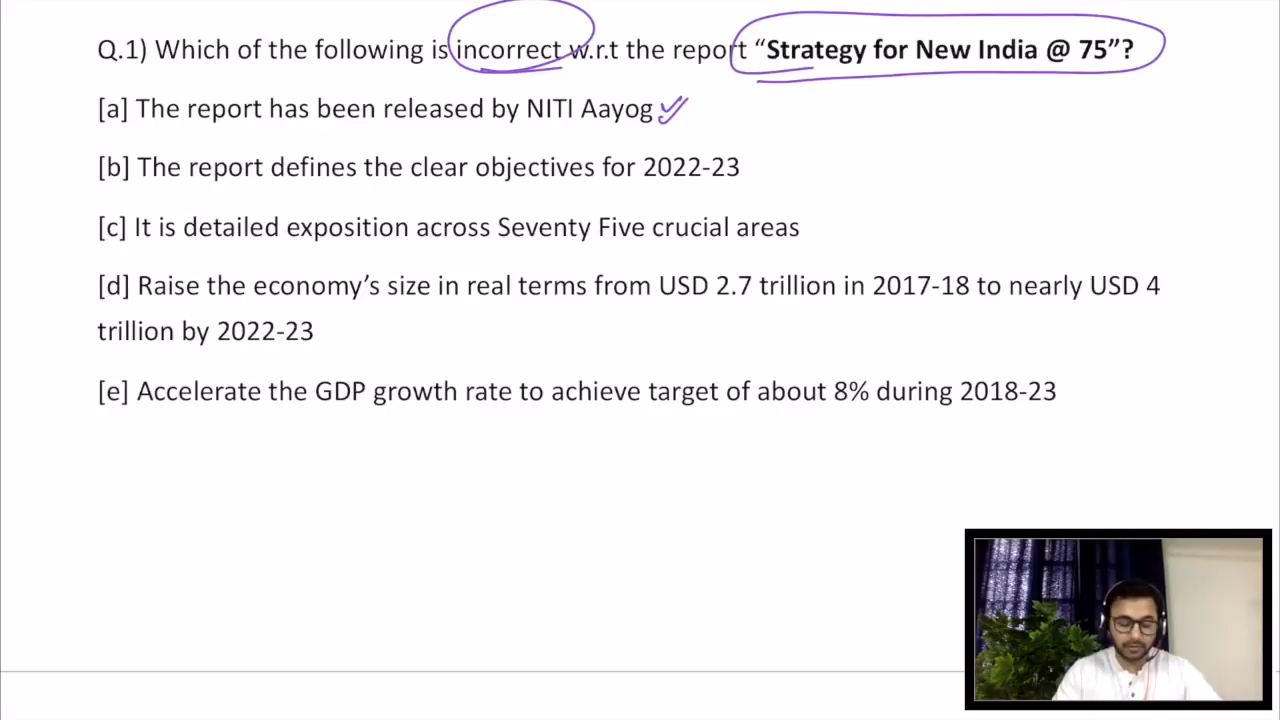 Q.1) Which of the following is incorrect w.r.t the report “Strategy for New India @ 75”?
[a] The report has been released by NITI Aayog
[b] The report defines the clear objectives for 2022-23
[c] It is detailed exposition across Seventy Five crucial areas
[d] Raise the economy’s size in real terms from USD 2.7 trillion in 2017-18 to nearly USD 4
trillion by 2022-23
[e] Accelerate the GDP growth rate to achieve target of about 8% during 2018-23